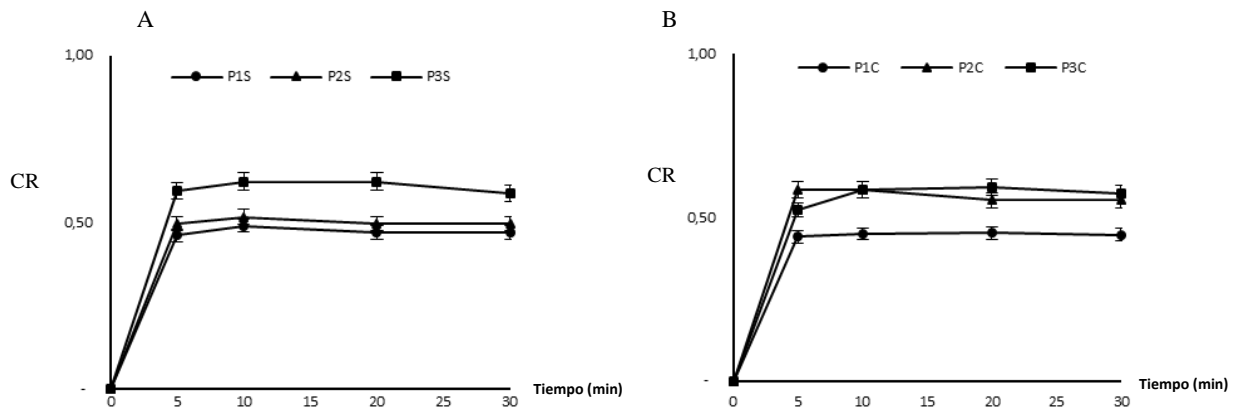 A
1,00
P1S P2S P3S
CR
0,50
-
0 5 10 15 20 25 30
Tiempo (min)
B
1,00
P1C P2C P3C
CR
0,50
-
0 5 10 15 20 25 30
Tiempo (min)